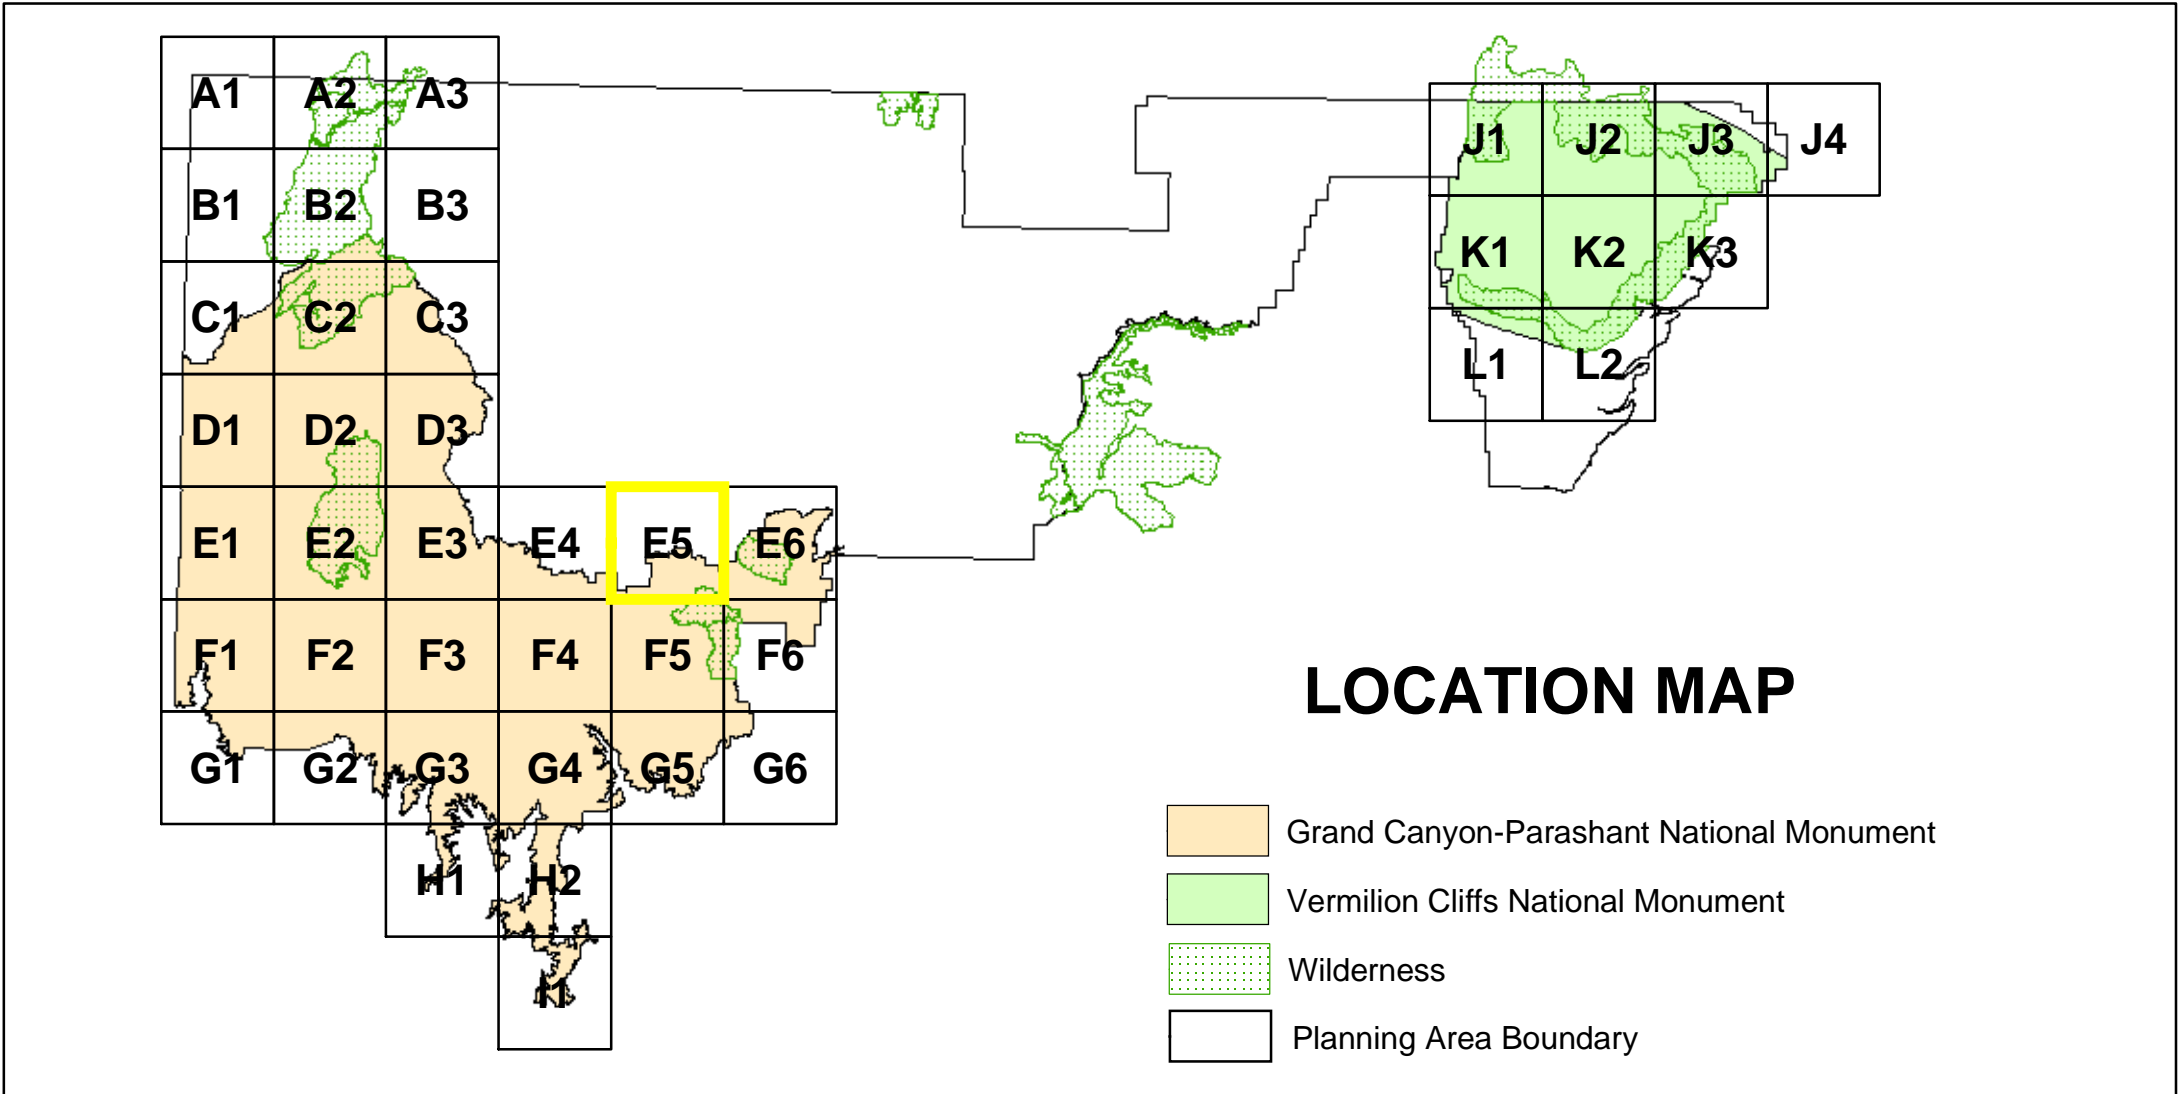 A1 A2 A3
J1 J2 J3 J4
B1 B2 B3
K1 K2 K3
C1 C2 C3
L1 L2
D1 D2 D3
E1 E2 E3 E4 E5 E6
F1 F2 F3 F4 F5 F6
LOCATION MAP
G1 G2 G3 G4 G5 G6
Grand Canyon-Parashant National Monument
H1 H2
Vermilion Cliffs National Monument
Wilderness
I1
Planning Area Boundary